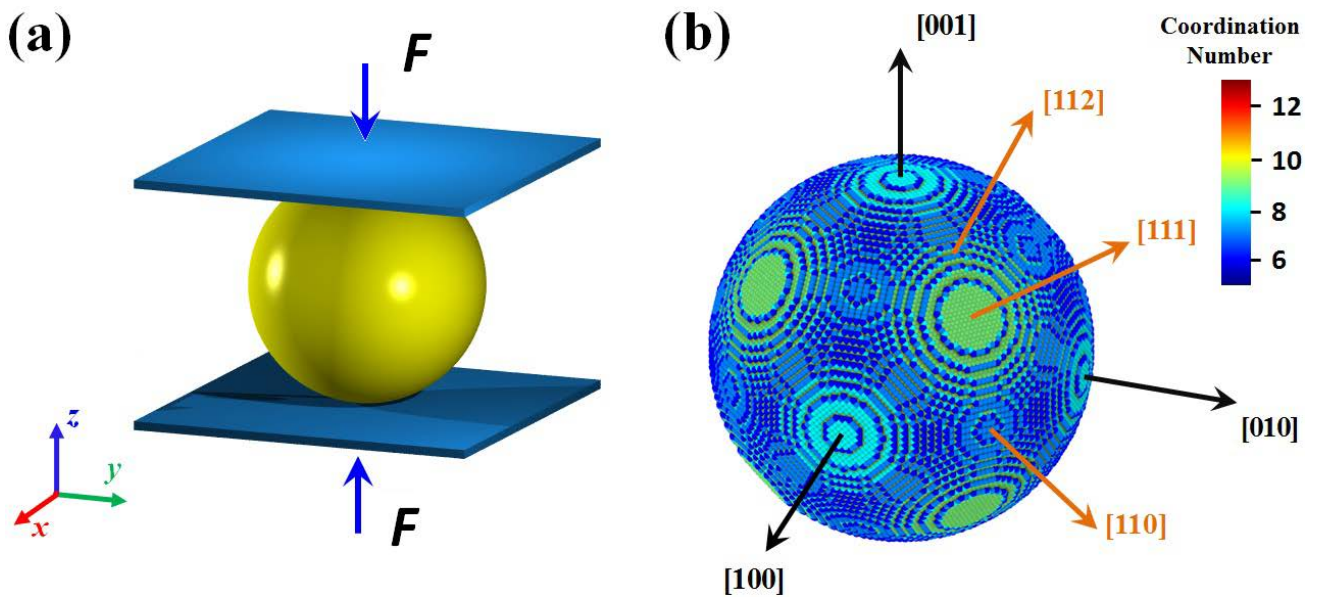 (a)
F
z
y
x
F
(b)
[001]
[112]
[111]
[010]
[110]
[100]
Coordination
Number
12
10
8
6